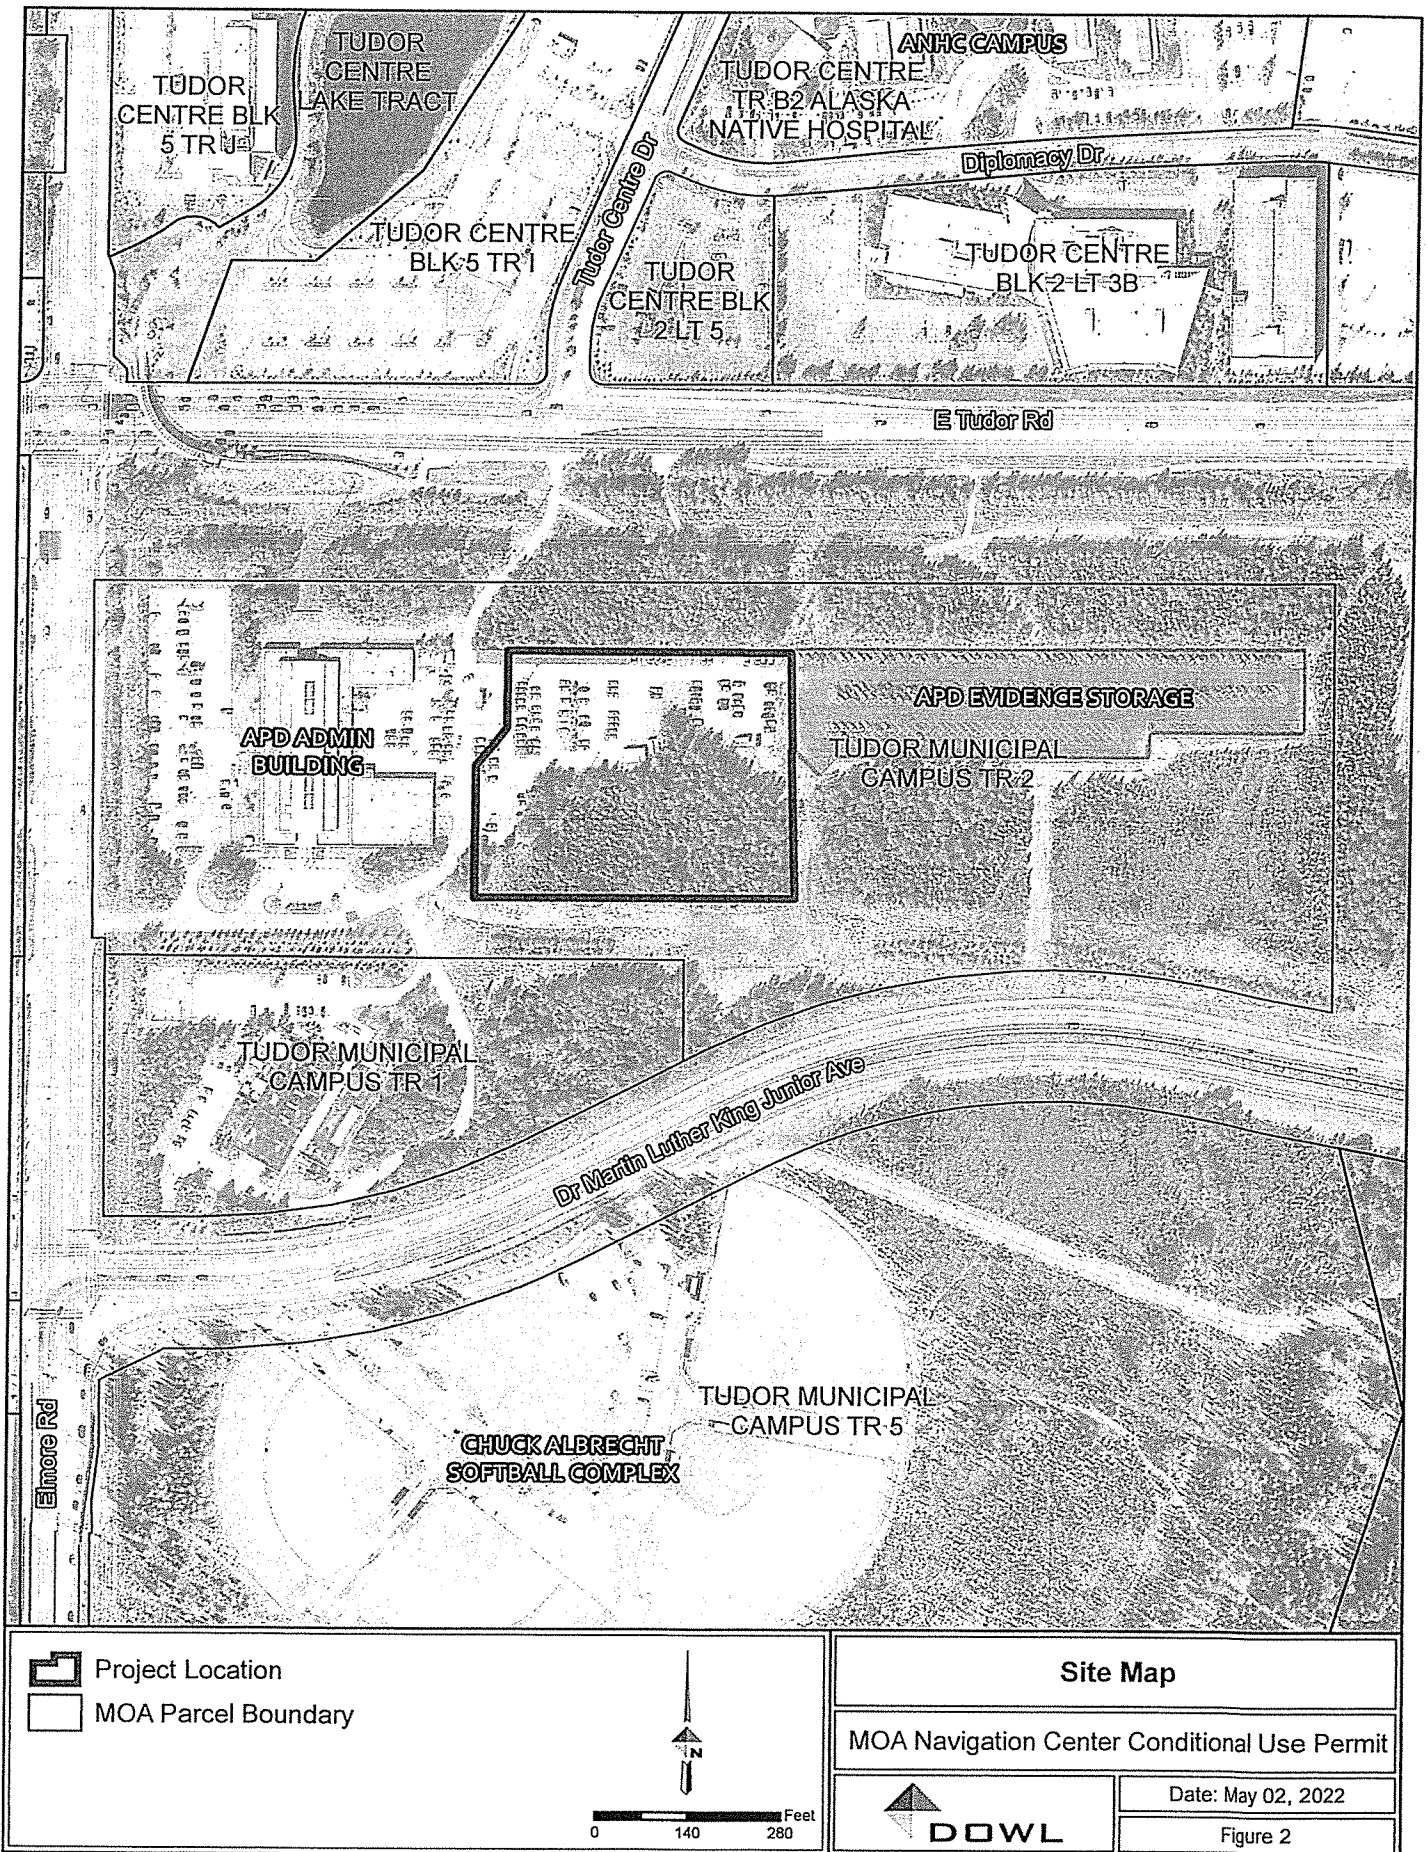 ANHC CAMPUS
TUDOR
CENTRE
LAKE TRACT
TUDOR
CENTRE BLK
5 TR J
TUDOR CENTRE
TR B2 ALASKA
NATIVE HOSPITAL
Diplomacy Dr
Tudor Centre Dr
TUDOR CENTRE
BLK 5 TR I
TUDOR
CENTRE BLK
2 LT 5
TUDOR CENTRE
BLK 2 LT 3B
E Tudor Rd
APD ADMIN
BUILDING
APD EVIDENCE STORAGE
TUDOR MUNICIPAL
CAMPUS TR 2
TUDOR MUNICIPAL
CAMPUS TR 1
Dr Martin Luther King Junior Ave
TUDOR MUNICIPAL
CAMPUS TR 5
CHUCK ALBRECHT
SOFTBALL COMPLEX
Elmore Rd
Project Location
MOA Parcel Boundary
N
Feet
0 140 280
Site Map
MOA Navigation Center Conditional Use Permit
DOWL
Date: May 02, 2022
Figure 2